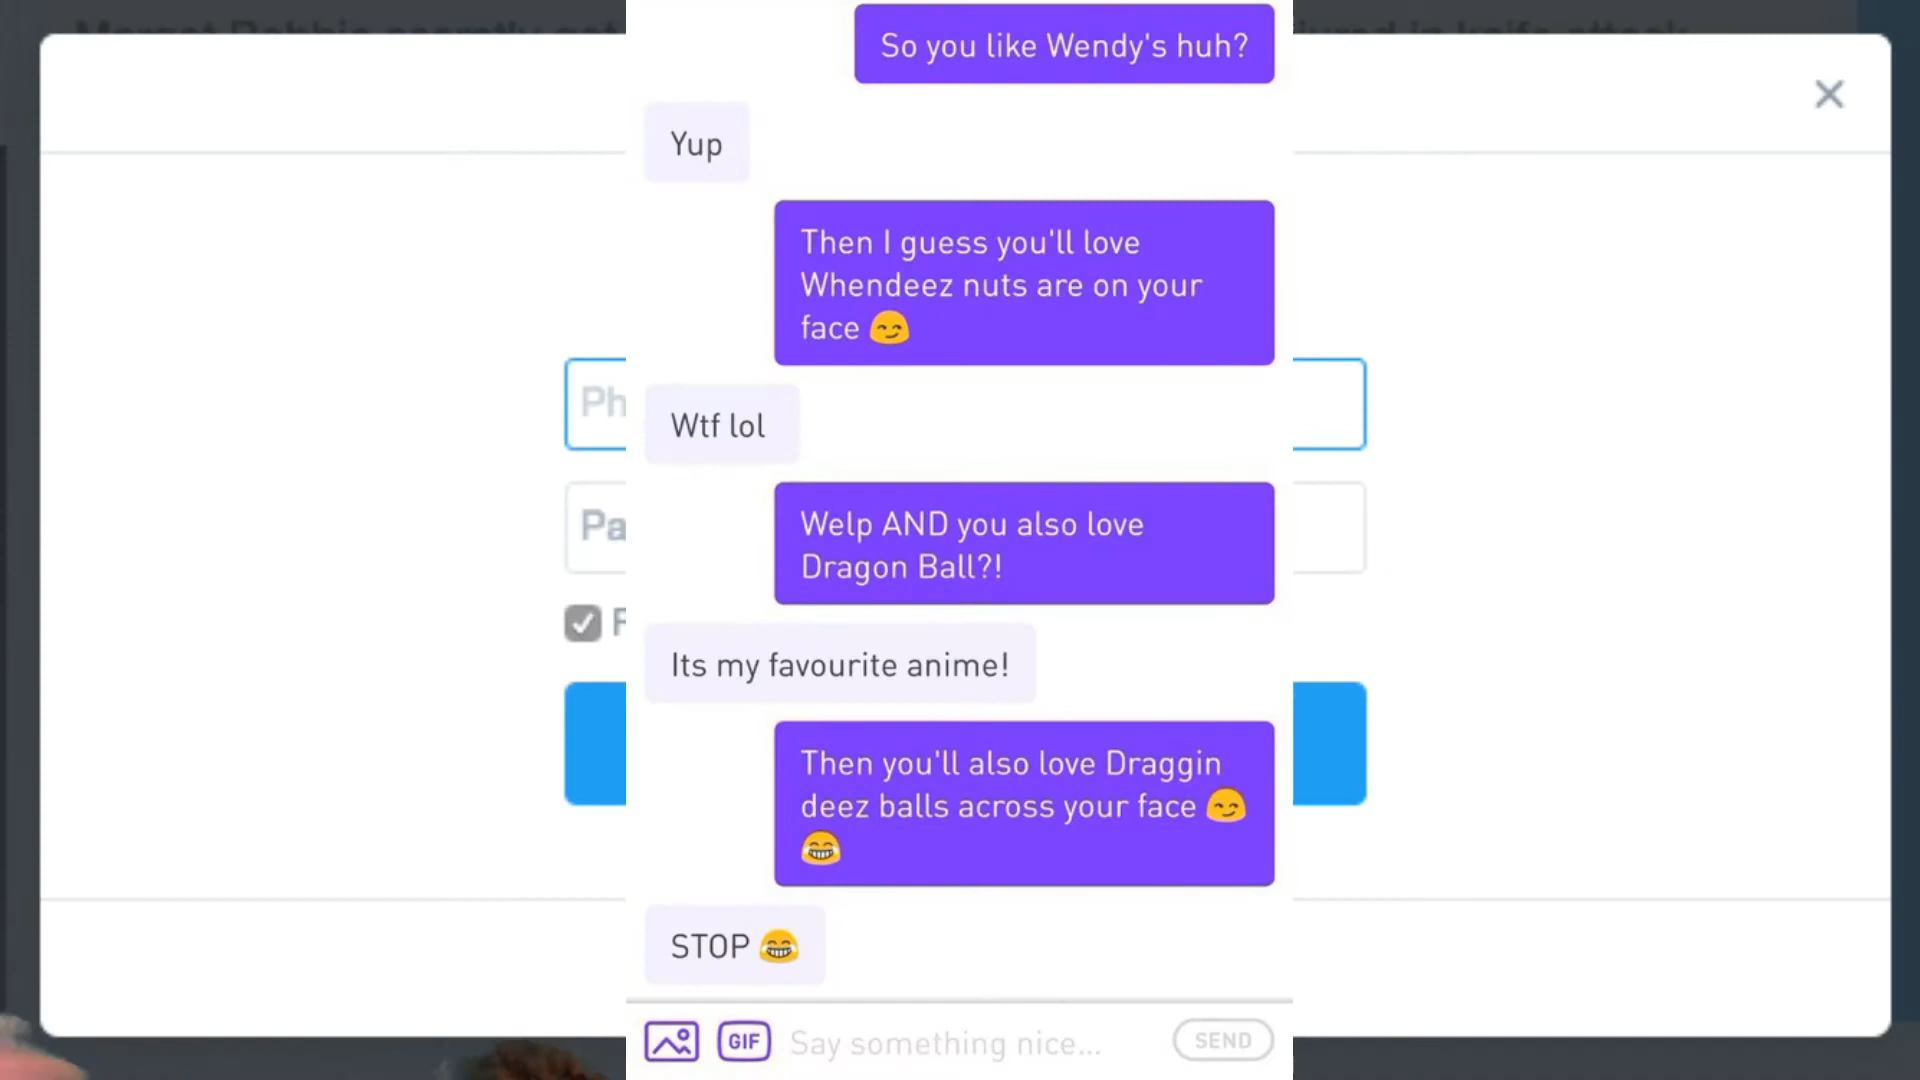 So you like Wendy's huh?
Yup
Then I guess you'll love
Whendeez nuts are on your
face 😏
Wtf lol
Welp AND you also love
Dragon Ball?!
Its my favourite anime!
Then you'll also love Draggin
deez balls across your face 😏
😂
STOP 😂
GIF
Say something nice...
SEND